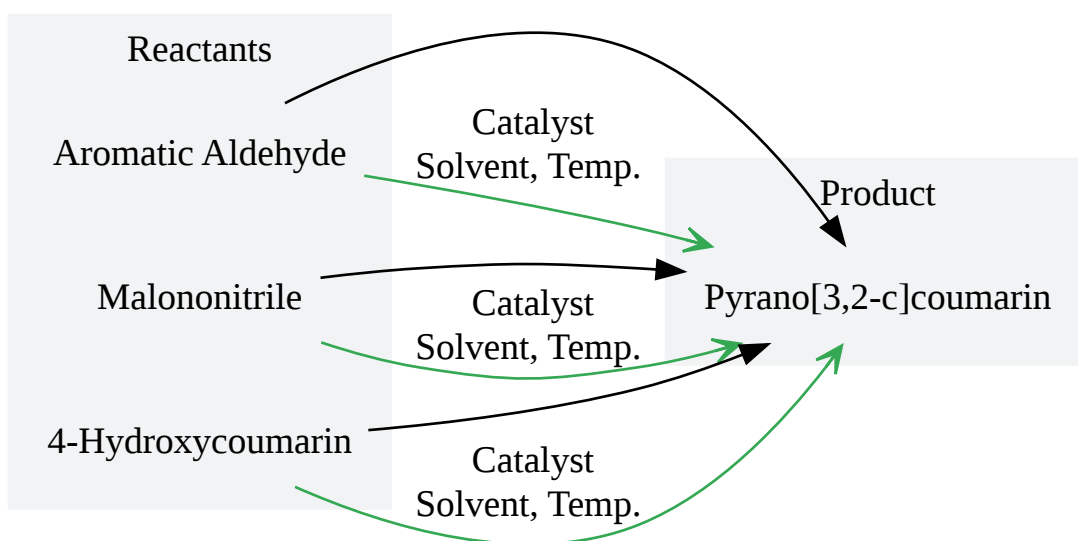 Reactants
Aromatic Aldehyde
Malononitrile
4-Hydroxycoumarin
Catalyst
Solvent, Temp.
Catalyst
Solvent, Temp.
Catalyst
Solvent, Temp.
Product
Pyrano[3,2-c]coumarin